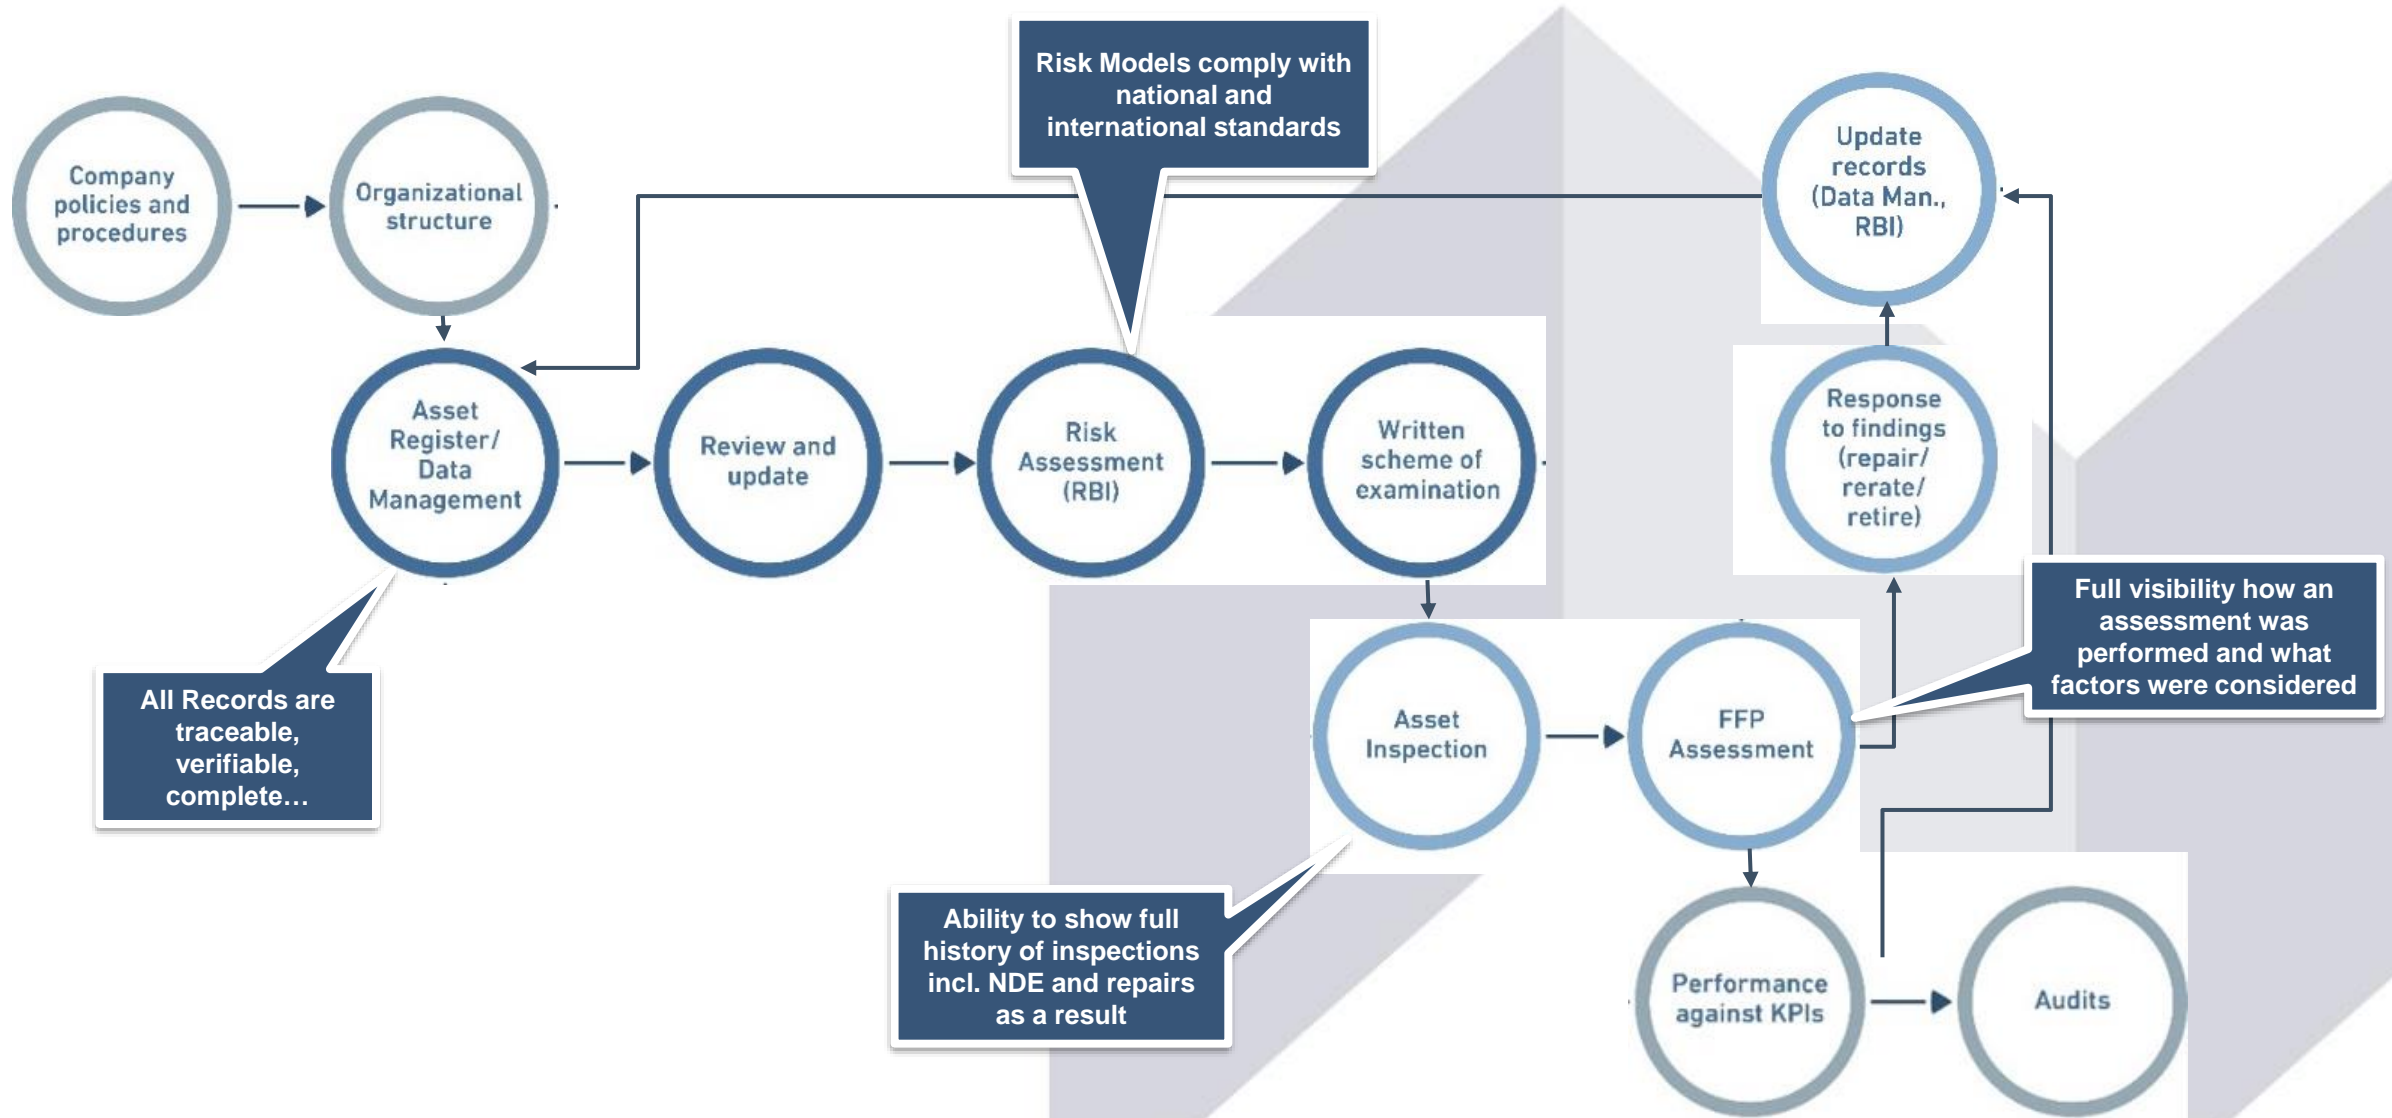 Risk Models comply with
national and
international standards
Company
policies and
procedures
Organizational
structure
Update
records
(Data Man.,
RBI)
Asset
Register/
Data
Management
Review and
update
Risk
Assessment
(RBI)
Written
scheme of
examination
Response
to findings
(repair/
rerate/
retire)
All Records are
traceable,
verifiable,
complete…
Asset
Inspection
FFP
Assessment
Full visibility how an
assessment was
performed and what
factors were considered
Ability to show full
history of inspections
incl. NDE and repairs
as a result
Performance
against KPIs
Audits